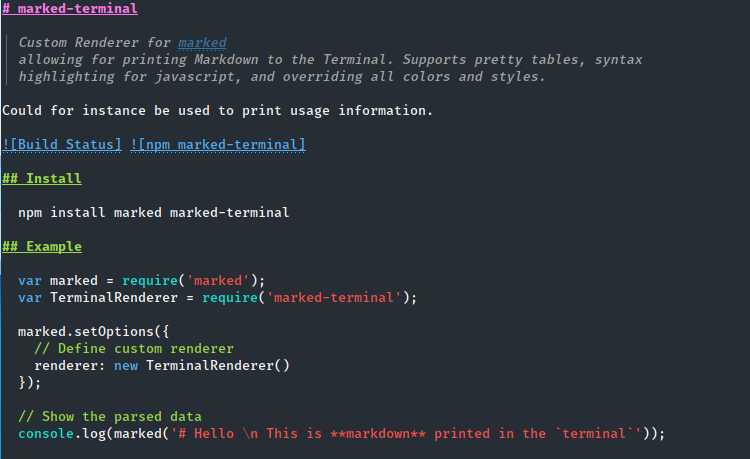 # marked-terminal
Custom Renderer for marked
allowing for printing Markdown to the Terminal. Supports pretty tables, syntax
highlighting for javascript, and overriding all colors and styles.
Could for instance be used to print usage information.
![Build Status] ![npm marked-terminal]
## Install
npm install marked marked-terminal
## Example
var marked = require('marked');
var TerminalRenderer = require('marked-terminal');
marked.setOptions({
// Define custom renderer
renderer: new TerminalRenderer()
});
// Show the parsed data
console.log(marked('# Hello \n This is **markdown** printed in the `terminal`'));